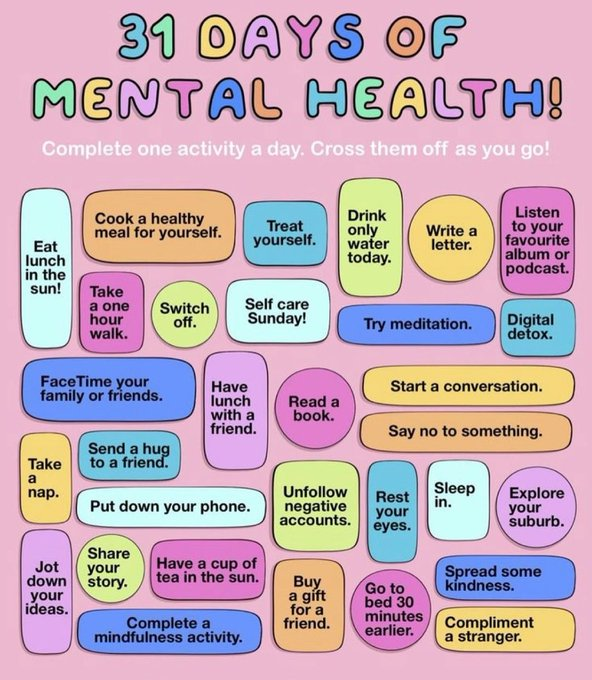 31 DAYS OF
MENTAL HEALTH!
Complete one activity a day. Cross them off as you go!
Eat
lunch
in the
sun!
Cook a healthy
meal for yourself.
Treat
yourself.
Drink
only
water
today.
Write a
letter.
Listen
to your
favourite
album or
podcast.
Take
a one
hour
walk.
Switch
off.
Self care
Sunday!
Try meditation.
Digital
detox.
FaceTime your
family or friends.
Have
lunch
with a
friend.
Read a
book.
Start a conversation.
Say no to something.
Take
a
nap.
Send a hug
to a friend.
Put down your phone.
Unfollow
negative
accounts.
Rest
your
eyes.
Sleep
in.
Explore
your
suburb.
Jot
down
your
ideas.
Share
your
story.
Have a cup of
tea in the sun.
Complete a
mindfulness activity.
Buy
a gift
for a
friend.
Go to
bed 30
minutes
earlier.
Spread some
kindness.
Compliment
a stranger.